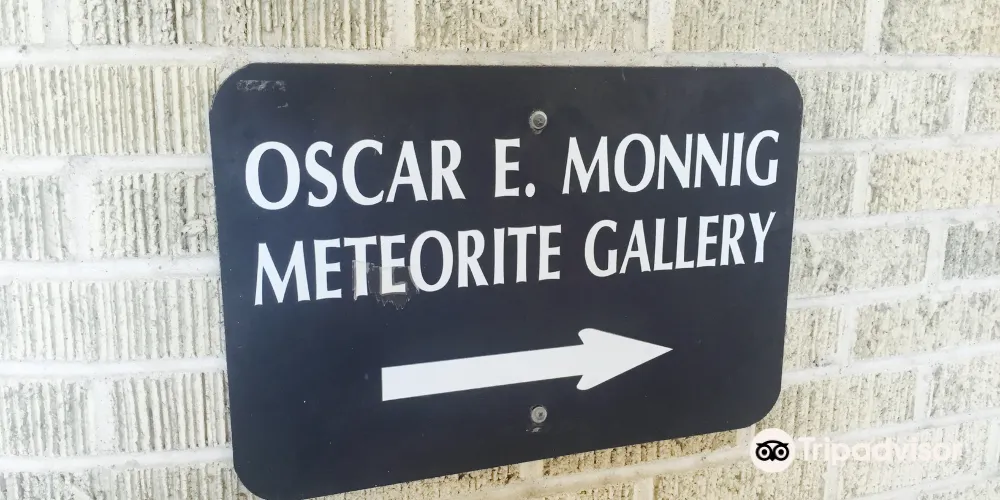 OSCAR E. MONNIG
METEORITE GALLERY
Tripadvisor